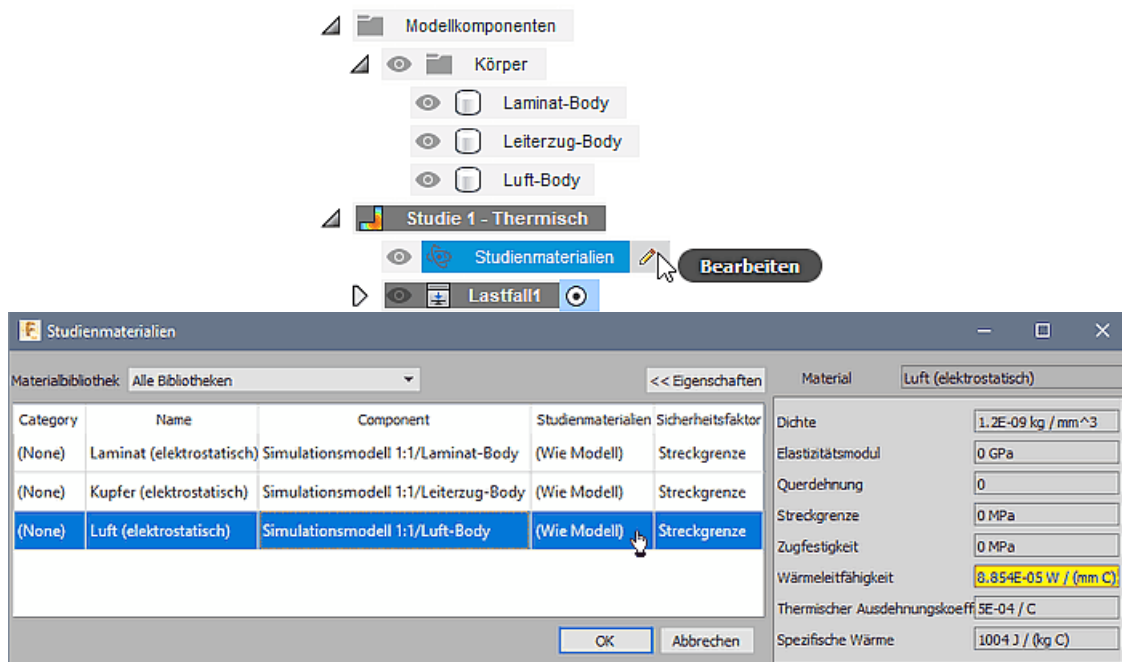 Modellkomponenten
Körper
Laminat-Body
Leiterzug-Body
Luft-Body
Studie 1 - Thermisch
Studienmaterialien
Bearbeiten
Lastfall1
Studienmaterialien
Materialbibliothek Alle Bibliotheken << Eigenschaften Material Luft (elektrostatisch)
Category Name Component Studienmaterialien Sicherheitsfaktor
(None) Laminat (elektrostatisch) Simulationsmodell 1:1/Laminat-Body (Wie Modell) Streckgrenze
(None) Kupfer (elektrostatisch) Simulationsmodell 1:1/Leiterzug-Body (Wie Modell) Streckgrenze
(None) Luft (elektrostatisch) Simulationsmodell 1:1/Luft-Body (Wie Modell) Streckgrenze
OK Abbrechen
Dichte 1.2E-09 kg / mm^3
Elastizitätsmodul 0 GPa
Querdehnung 0
Streckgrenze 0 MPa
Zugfestigkeit 0 MPa
Wärmeleitfähigkeit 8.854E-05 W / (mm C)
Thermischer Ausdehnungskoeff 5E-04 / C
Spezifische Wärme 1004 J / (kg C)